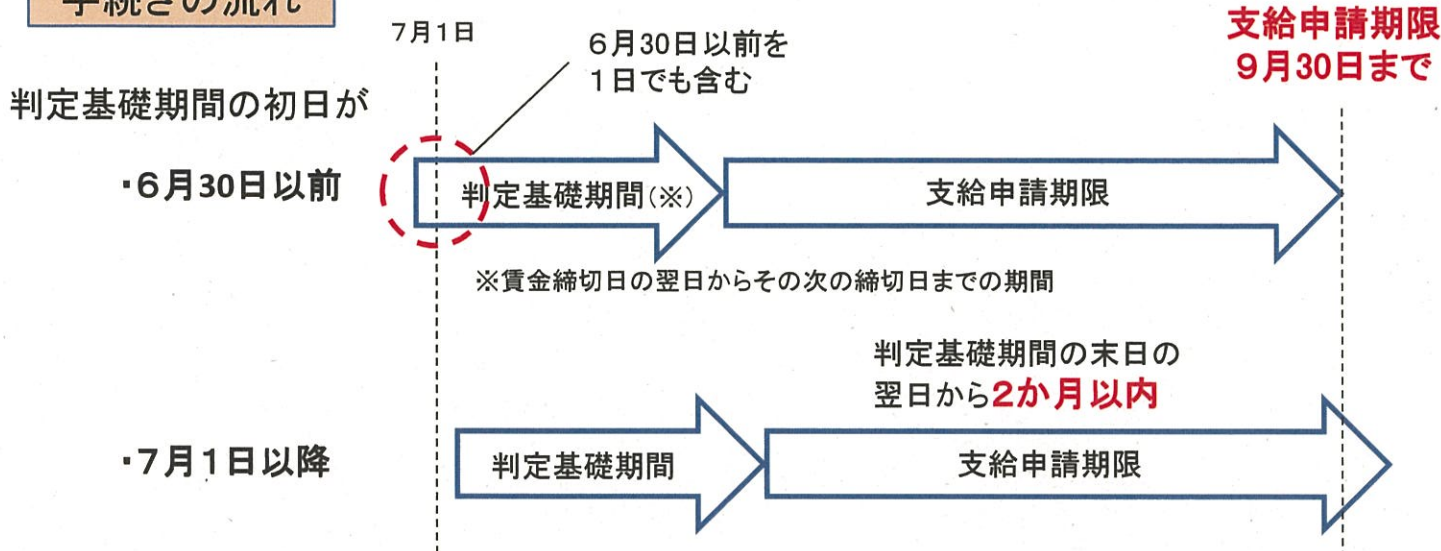 手続きの流れ
7月1日
6月30日以前を
1日でも含む
支給申請期限
9月30日まで
判定基礎期間の初日が
・6月30日以前
判定基礎期間(※)
支給申請期限
※賃金締切日の翌日からその次の締切日までの期間
判定基礎期間の末日の
翌日から2か月以内
・7月1日以降
判定基礎期間
支給申請期限